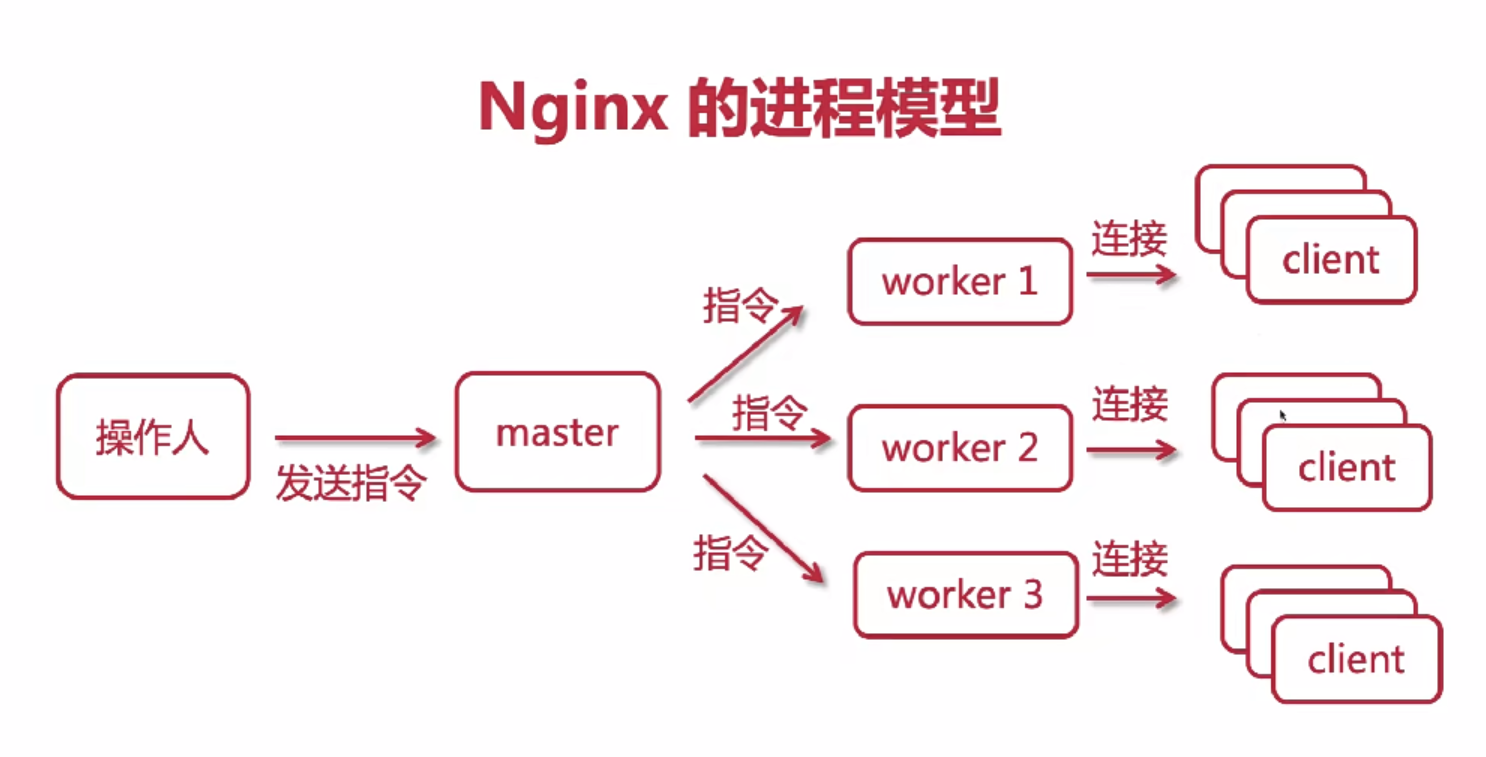 Nginx 的进程模型
操作人
发送指令
master
指令
指令
指令
worker 1
worker 2
worker 3
连接
连接
连接
client
client
client